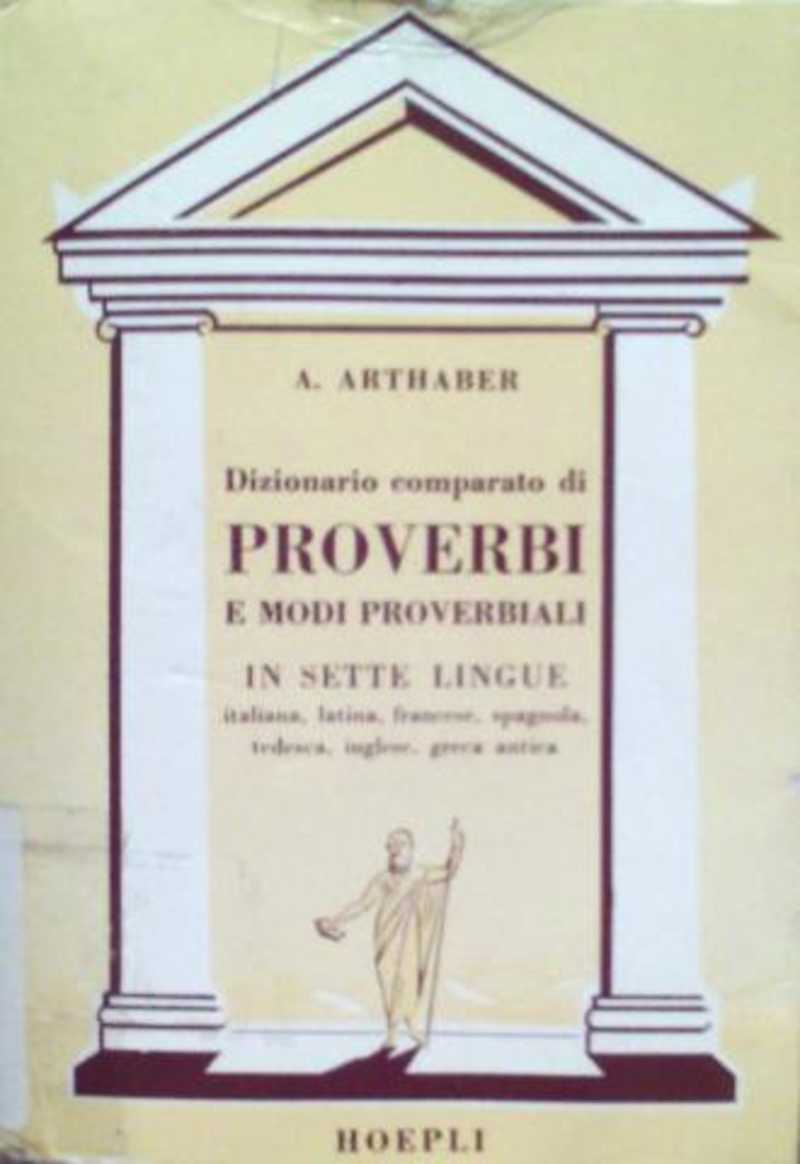 A. ARTHABER
Dizionario comparato di
PROVERBI
E MODI PROVERBIALI
IN SETTE LINGUE
italiana, latina, francese, spagnola,
tedesca, inglese, greca antica
HOEPLI